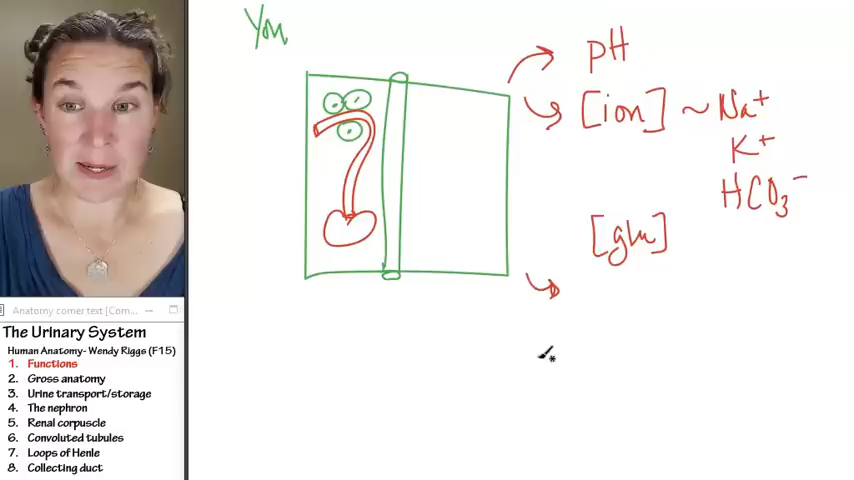 You
pH
[ion] ~ Na+
K+
HCO3-
[glu]
Anatomy corner text [Com...
The Urinary System
Human Anatomy- Wendy Riggs (F15)
1. Functions
2. Gross anatomy
3. Urine transport/storage
4. The nephron
5. Renal corpuscle
6. Convoluted tubules
7. Loops of Henle
8. Collecting duct